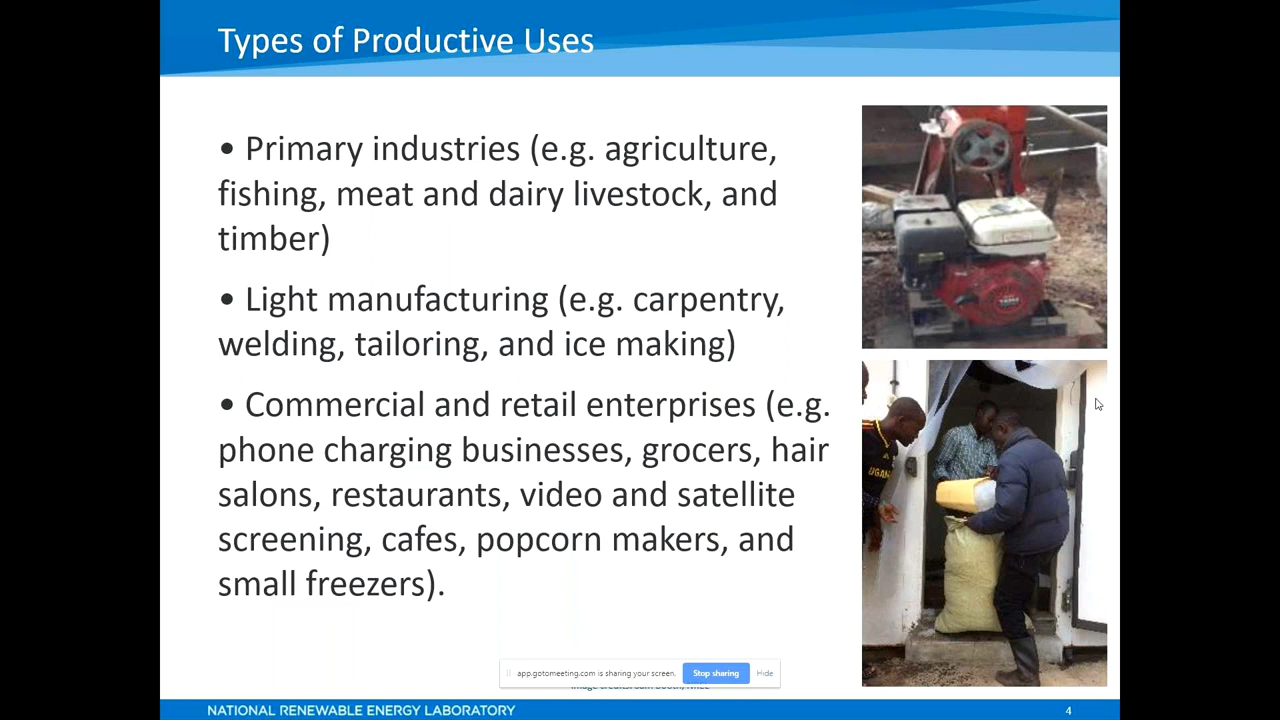 Types of Productive Uses
• Primary industries (e.g. agriculture,
fishing, meat and dairy livestock, and
timber)
• Light manufacturing (e.g. carpentry,
welding, tailoring, and ice making)
• Commercial and retail enterprises (e.g.
phone charging businesses, grocers, hair
salons, restaurants, video and satellite
screening, cafes, popcorn makers, and
small freezers).
app.gotomeeting.com is sharing your screen. Stop sharing Hide
NATIONAL RENEWABLE ENERGY LABORATORY 4